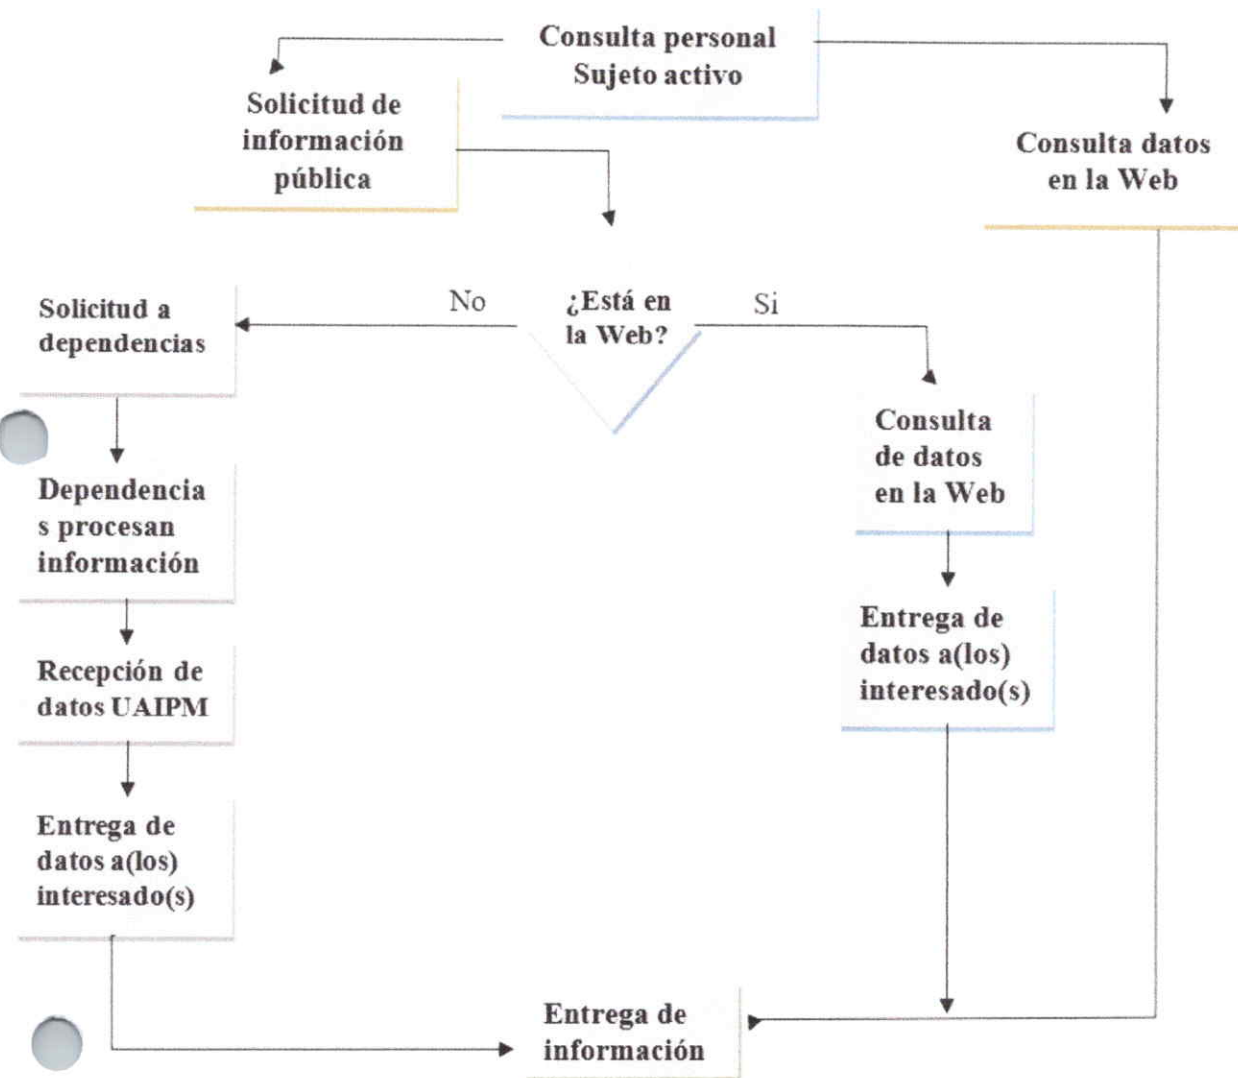 Consulta personal
Sujeto activo
Solicitud de
información
pública
Consulta datos
en la Web
Solicitud a
dependencias
No
¿Está en
la Web?
Si
Consulta
de datos
en la Web
Dependencia
s procesan
información
Entrega de
datos a(los)
interesado(s)
Recepción de
datos UAIPM
Entrega de
datos a(los)
interesado(s)
Entrega de
información